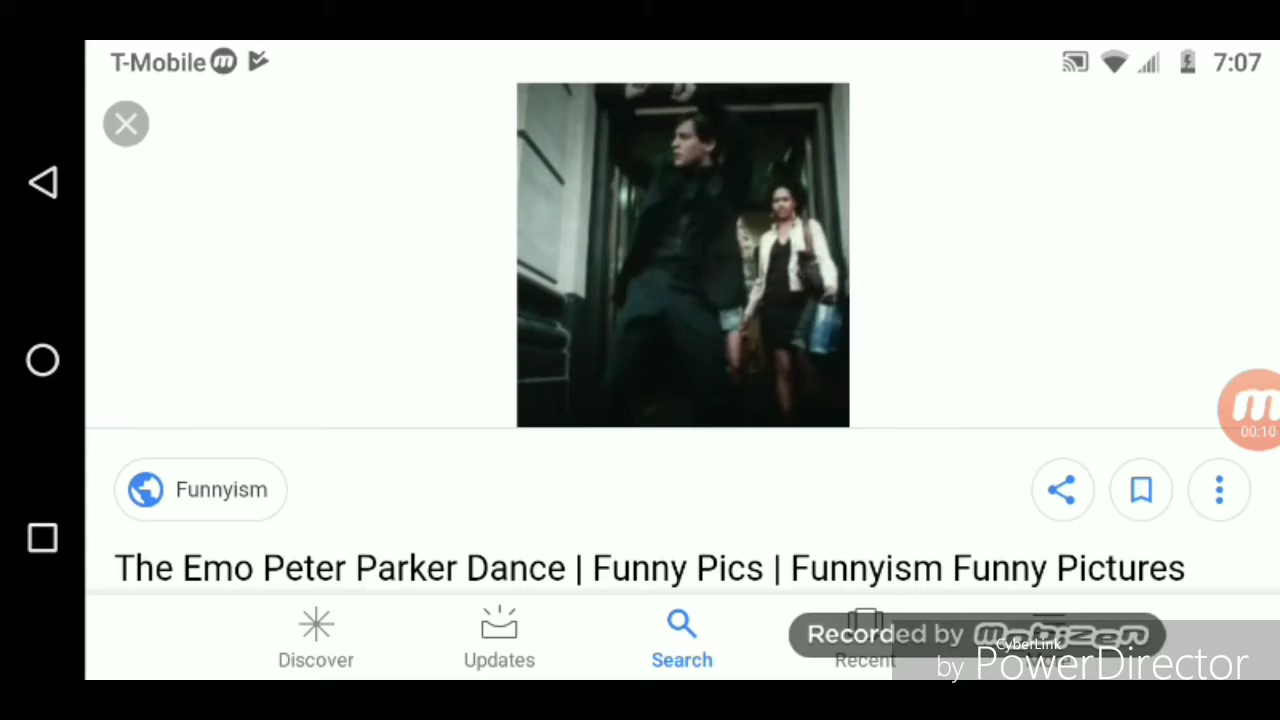 T-Mobile
7:07
00:10
Funnyism
The Emo Peter Parker Dance | Funny Pics | Funnyism Funny Pictures
Discover
Updates
Search
Recent
Recorded by mobizen
CyberLink
by PowerDirector